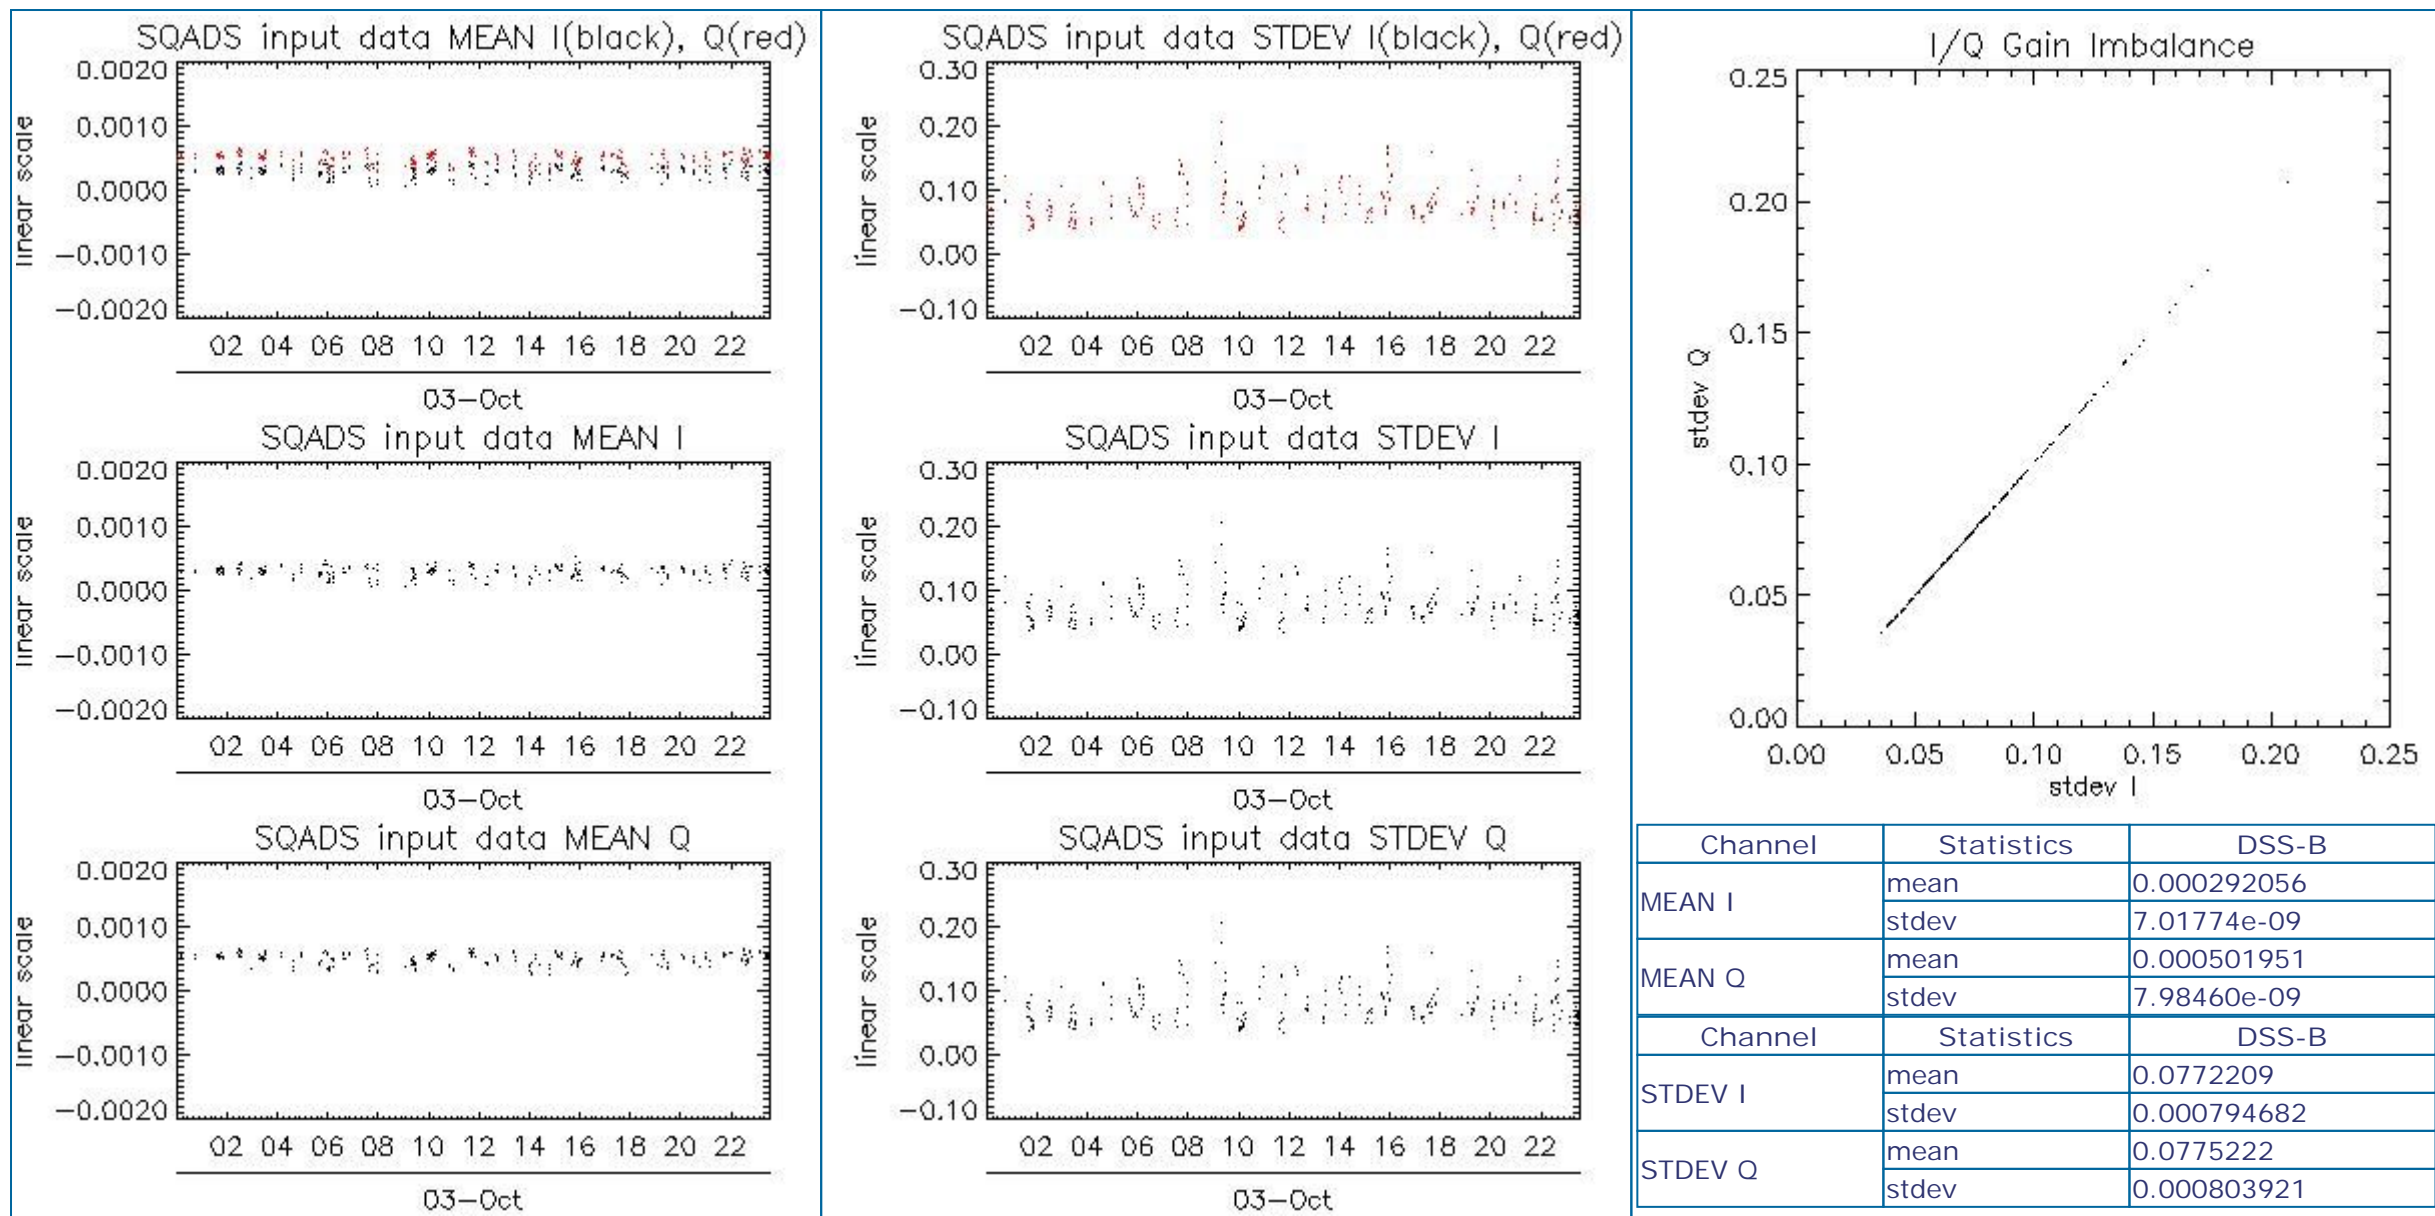 SQADS input data MEAN I(black), Q(red)
linear scale
0.0020
0.0010
0.0000
−0.0010
−0.0020
02 04 06 08 10 12 14 16 18 20 22
03−Oct
SQADS input data MEAN I
linear scale
0.0020
0.0010
0.0000
−0.0010
−0.0020
02 04 06 08 10 12 14 16 18 20 22
03−Oct
SQADS input data MEAN Q
linear scale
0.0020
0.0010
0.0000
−0.0010
−0.0020
02 04 06 08 10 12 14 16 18 20 22
03−Oct
SQADS input data STDEV I(black), Q(red)
linear scale
0.30
0.20
0.10
0.00
−0.10
02 04 06 08 10 12 14 16 18 20 22
03−Oct
SQADS input data STDEV I
linear scale
0.30
0.20
0.10
0.00
−0.10
02 04 06 08 10 12 14 16 18 20 22
03−Oct
SQADS input data STDEV Q
linear scale
0.30
0.20
0.10
0.00
−0.10
02 04 06 08 10 12 14 16 18 20 22
03−Oct
I/Q Gain Imbalance
stdev Q
0.25
0.20
0.15
0.10
0.05
0.00
0.00 0.05 0.10 0.15 0.20 0.25
stdev I
Channel Statistics DSS-B
MEAN I
mean 0.000292056
stdev 7.01774e-09
MEAN Q
mean 0.000501951
stdev 7.98460e-09
Channel Statistics DSS-B
STDEV I
mean 0.0772209
stdev 0.000794682
STDEV Q
mean 0.0775222
stdev 0.000803921